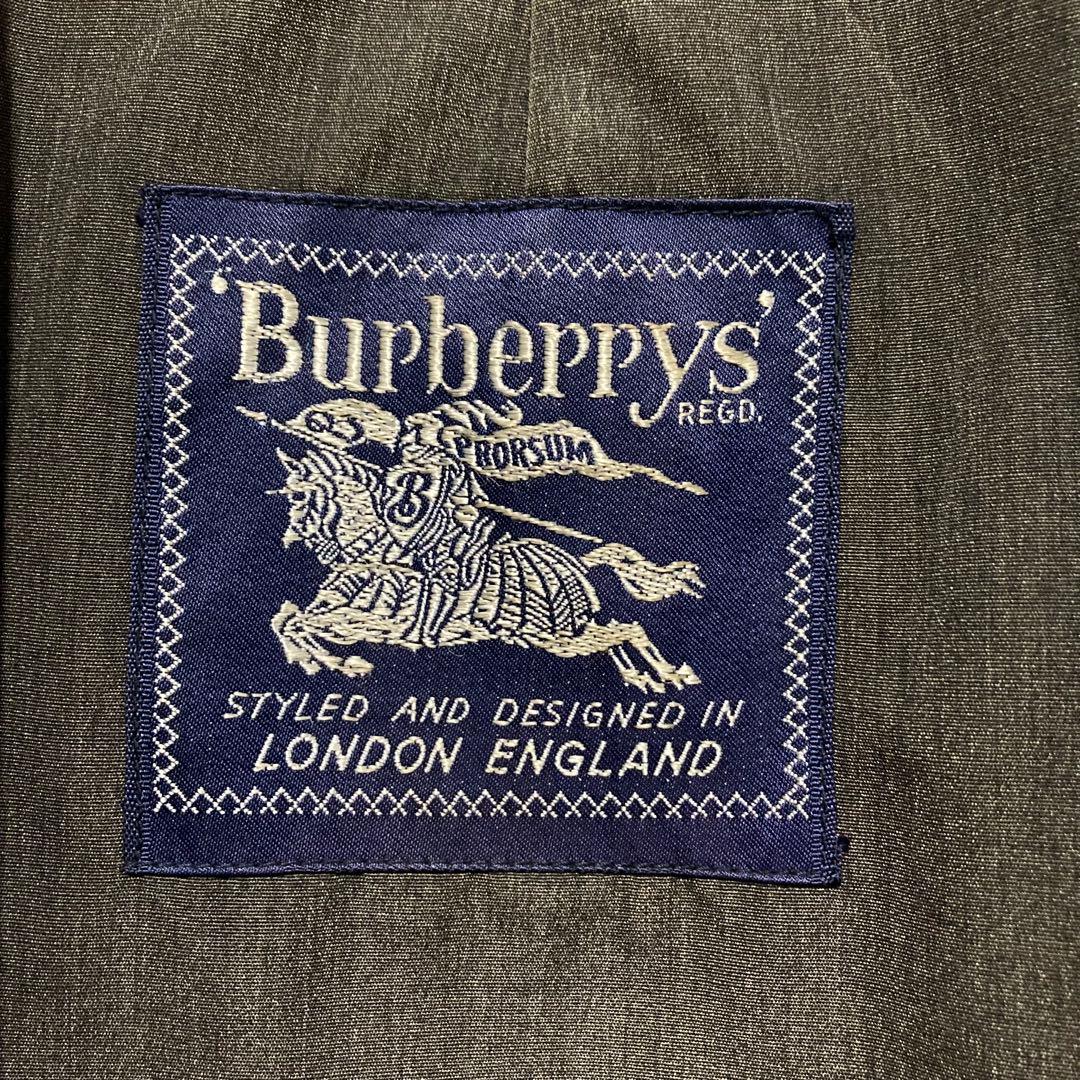 'Burberrys'
REGD.
PRORSUM
B
STYLED AND DESIGNED IN
LONDON ENGLAND